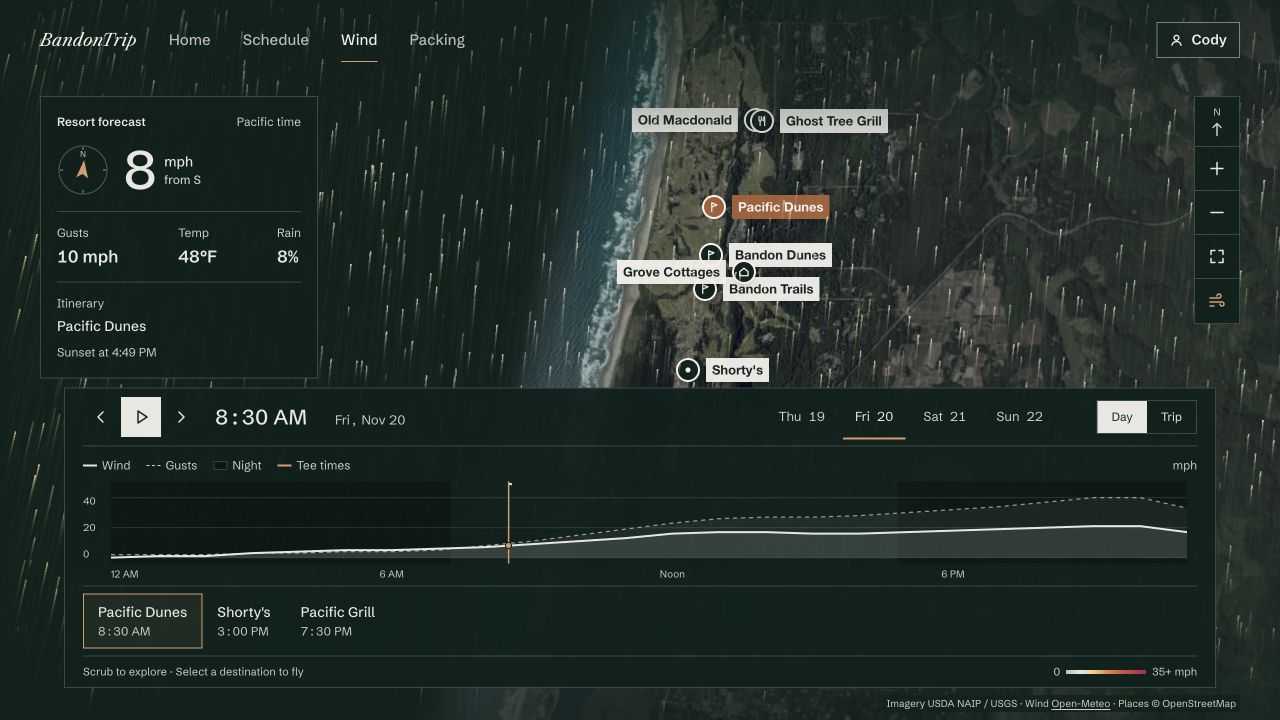 BandonTrip Home Schedule Wind Packing Cody
Resort forecast Pacific time
N
8 mph
from S
Gusts Temp Rain
10 mph 48°F 8%
Itinerary
Pacific Dunes
Sunset at 4:49 PM
Old Macdonald Ghost Tree Grill
Pacific Dunes
Bandon Dunes
Grove Cottages
Bandon Trails
Shorty's
N
8:30 AM Fri, Nov 20 Thu 19 Fri 20 Sat 21 Sun 22 Day Trip
Wind Gusts Night Tee times mph
40
20
0
12 AM 6 AM Noon 6 PM
Pacific Dunes Shorty's Pacific Grill
8:30 AM 3:00 PM 7:30 PM
Scrub to explore · Select a destination to fly 0 35+ mph
Imagery USDA NAIP / USGS · Wind Open-Meteo · Places © OpenStreetMap